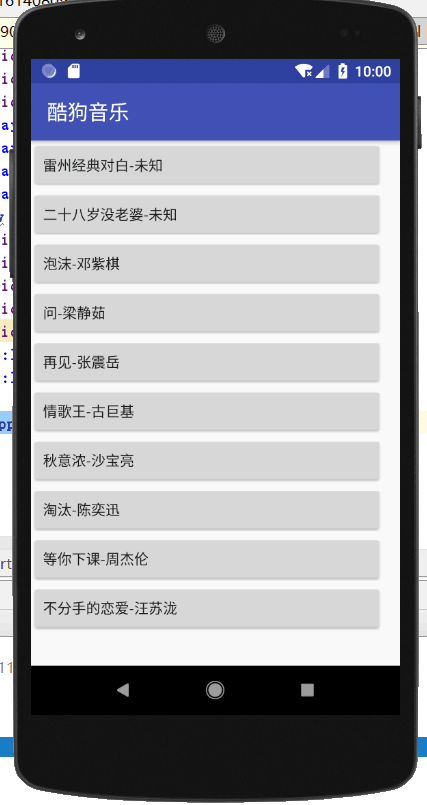 10:00
酷狗音乐
雷州经典对白-未知
二十八岁没老婆-未知
泡沫-邓紫棋
问-梁静茹
再见-张震岳
情歌王-古巨基
秋意浓-沙宝亮
淘汰-陈奕迅
等你下课-周杰伦
不分手的恋爱-汪苏泷